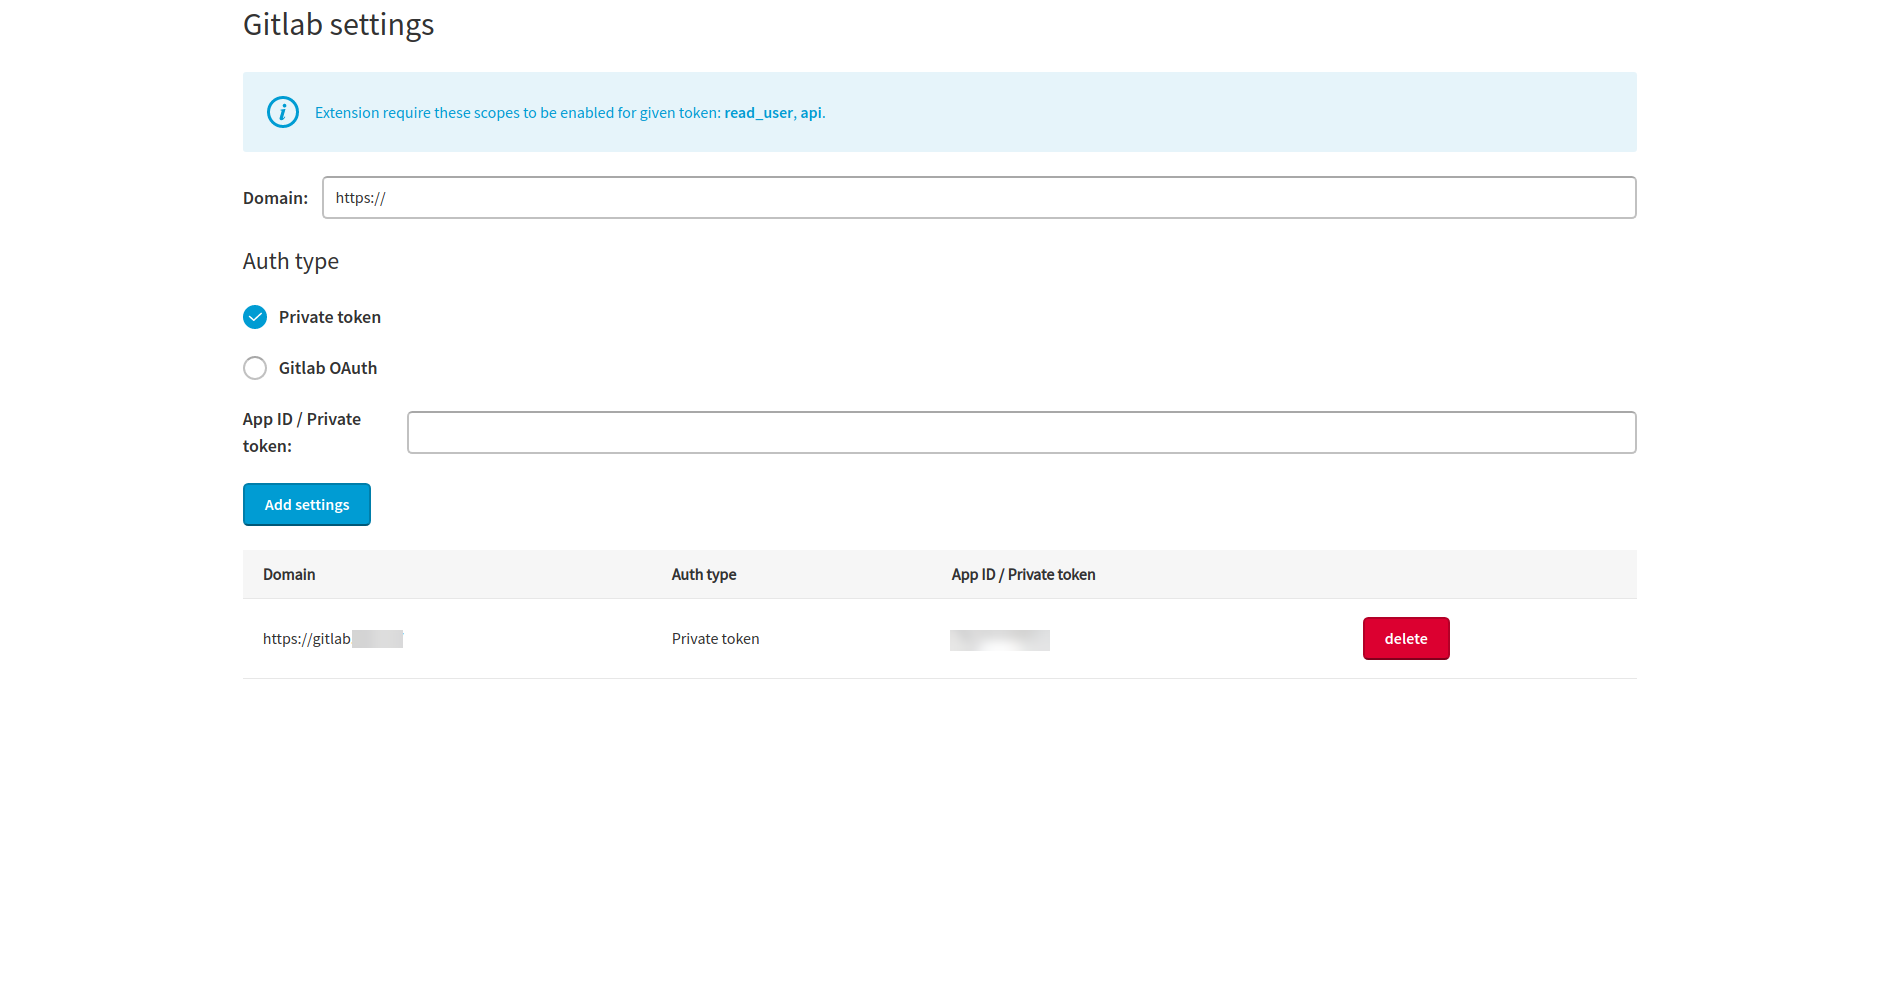 Gitlab settings
Extension require these scopes to be enabled for given token: read_user, api.
Domain: https://
Auth type
Private token
Gitlab OAuth
App ID / Private
token:
Add settings
Domain Auth type App ID / Private token
https://gitlab Private token delete